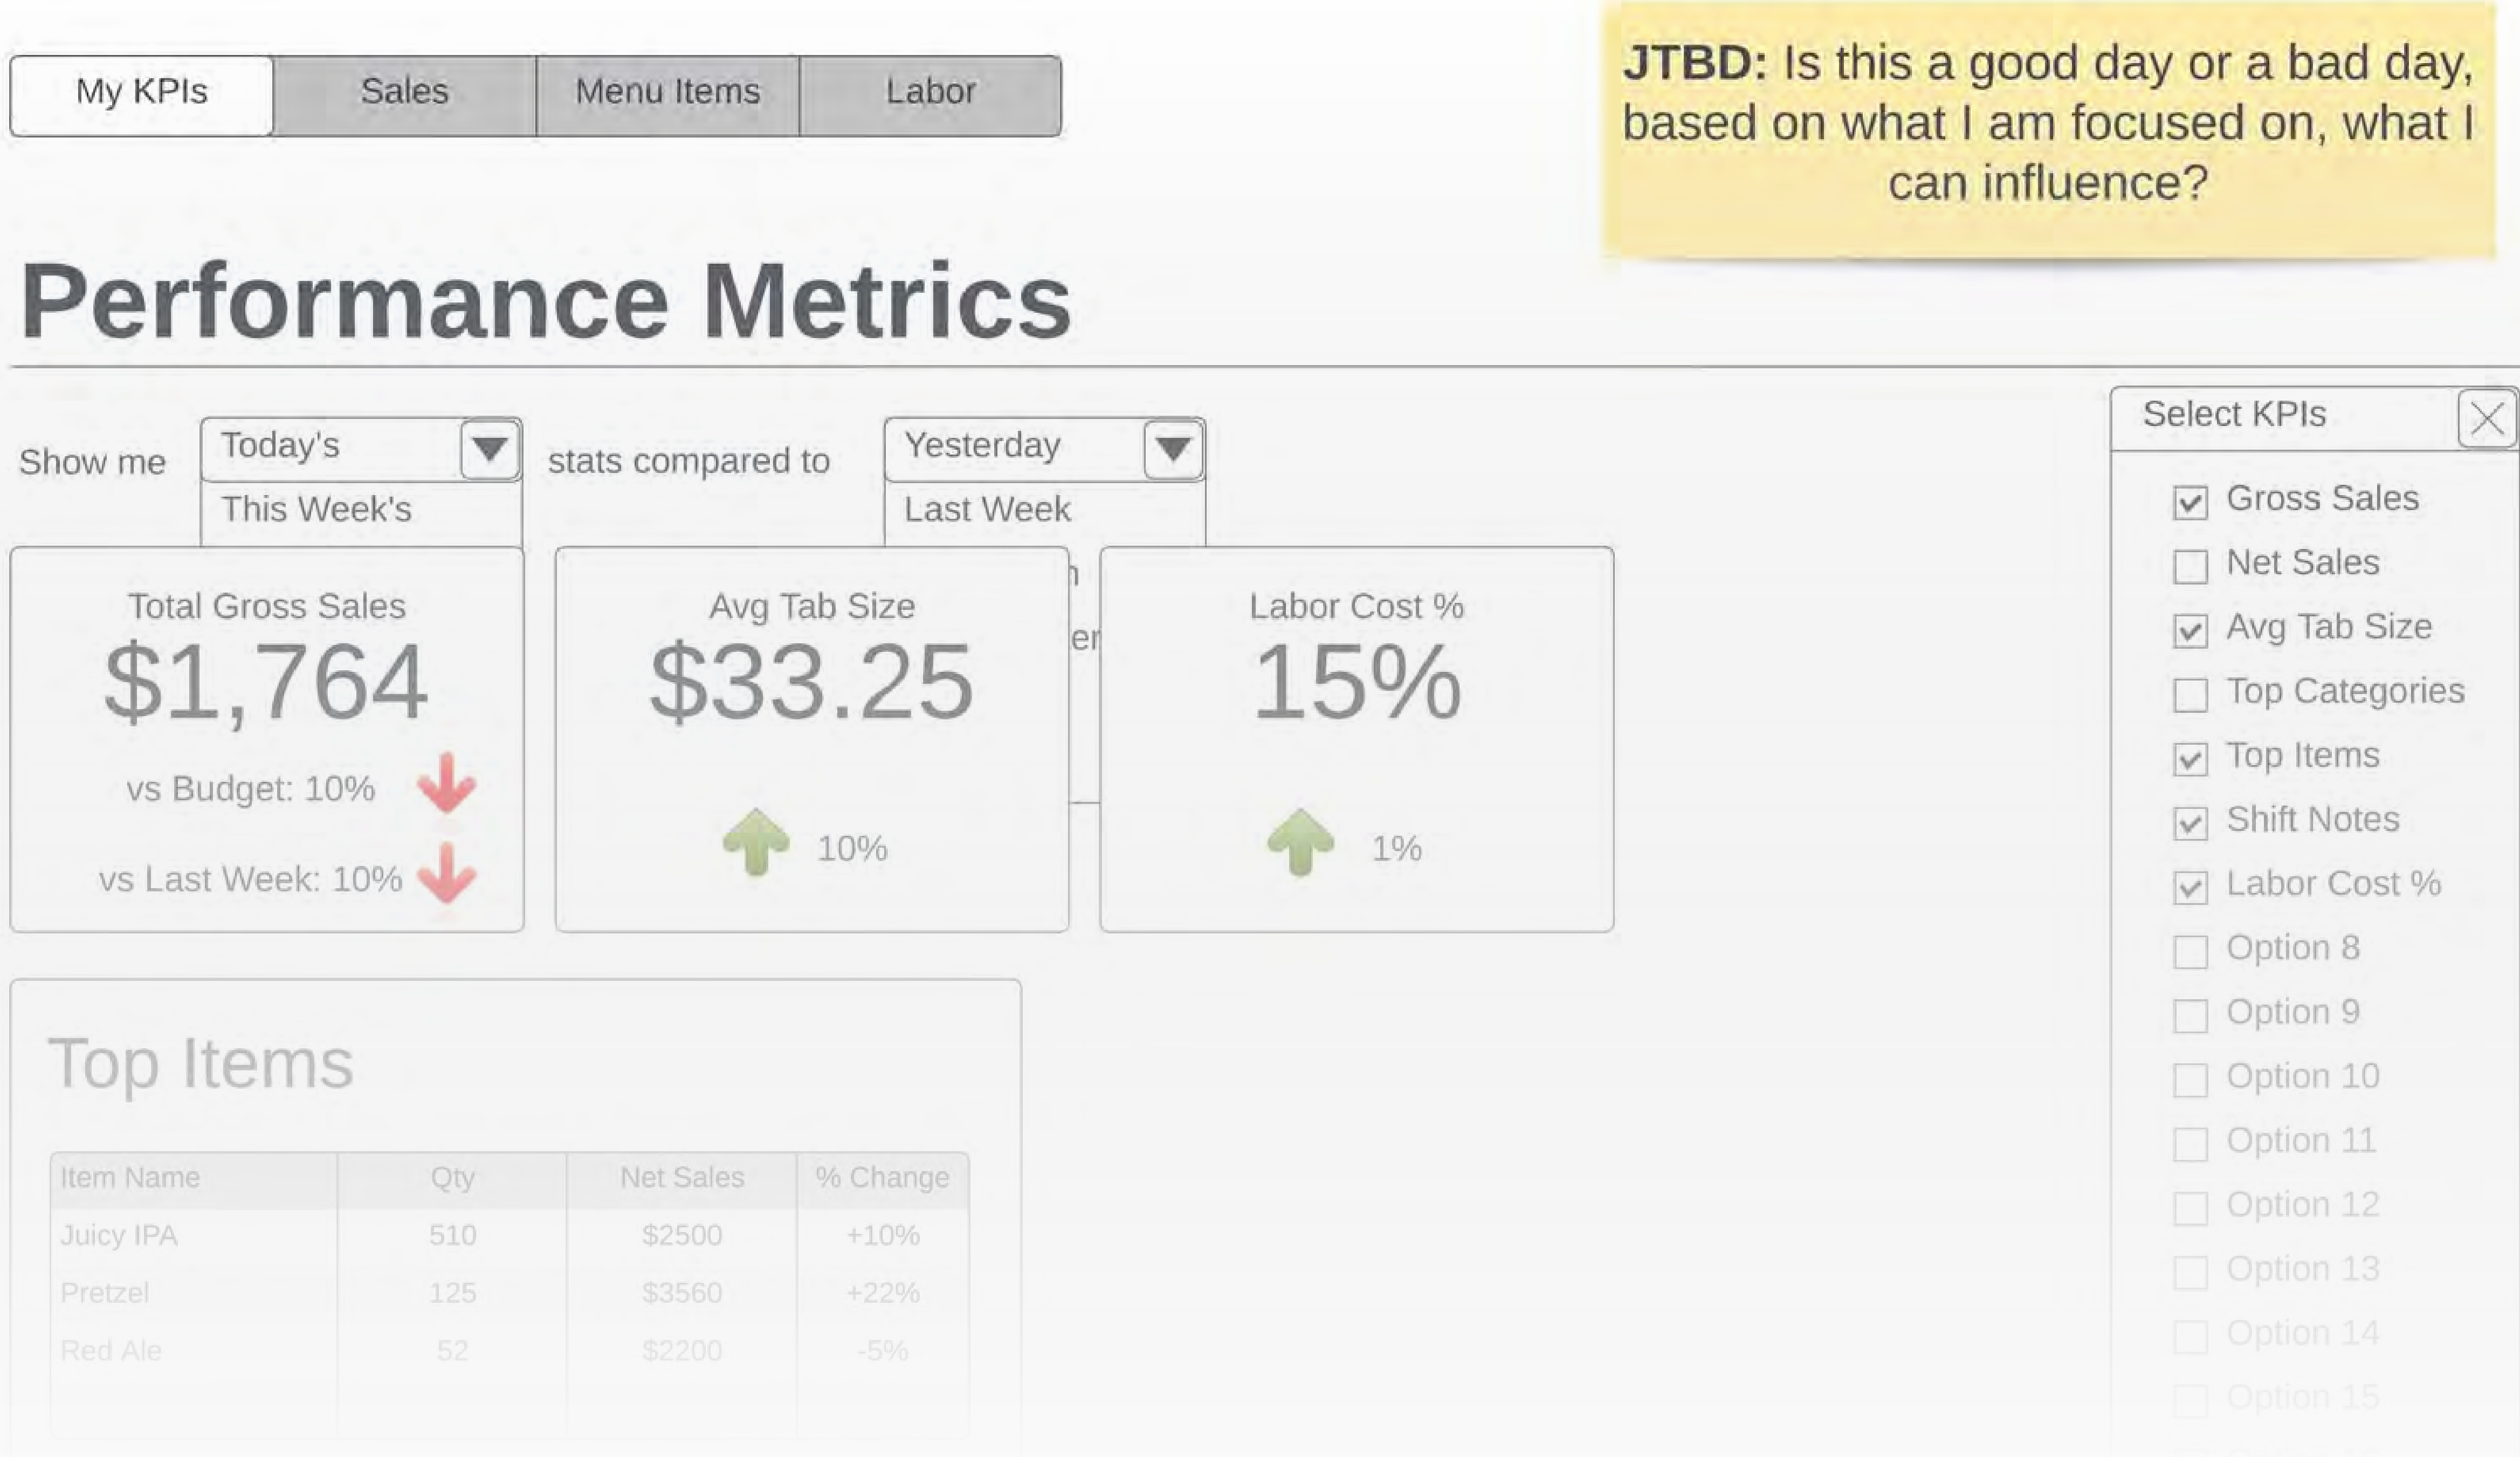 My KPIs Sales Menu Items Labor
JTBD: Is this a good day or a bad day,
based on what I am focused on, what I
can influence?
Performance Metrics
Show me Today's stats compared to Yesterday
This Week's Last Week
Total Gross Sales
$1,764
vs Budget: 10%
vs Last Week: 10%
Avg Tab Size
$33.25
10%
Labor Cost %
15%
1%
Select KPIs
Gross Sales
Net Sales
Avg Tab Size
Top Categories
Top Items
Shift Notes
Labor Cost %
Option 8
Option 9
Option 10
Option 11
Option 12
Option 13
Option 14
Option 15
Top Items
Item Name Qty Net Sales % Change
Juicy IPA 510 $2500 +10%
Pretzel 125 $3560 +22%
Red Ale 52 $2200 -5%